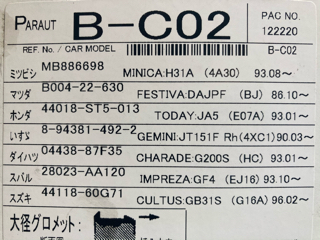 PARAUT B-C02 PAC NO.
122220
REF. No. / CAR MODEL B-C02
ミツビシ MB886698 MINICA:H31A (4A30) 93.08～
マツダ B004-22-630 FESTIVA:DAJPF (BJ) 86.10～
ホンダ 44018-ST5-013 TODAY:JA5 (E07A) 93.01～
いすゞ 8-94381-492-2 GEMINI:JT151F Rh(4XC1)90.03～
ダイハツ 04438-87F35 CHARADE:G200S (HC) 93.01～
スバル 28023-AA120 IMPREZA:GF4 (EJ16) 93.10～
スズキ 44118-60G71 CULTUS:GB31S (G16A) 96.02～
大径グロメット: